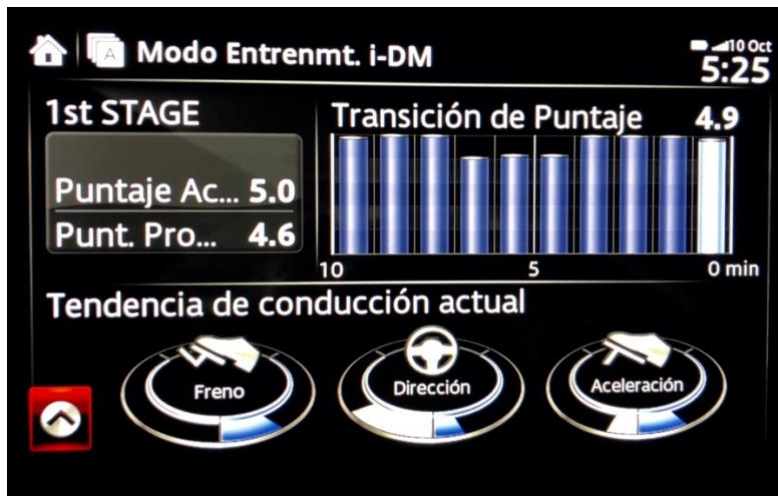 A
Modo Entrenmt. i-DM
10 Oct
5:25
1st STAGE
Puntaje Ac... 5.0
Punt. Pro... 4.6
Transición de Puntaje 4.9
10 5 0 min
Tendencia de conducción actual
Freno
Dirección
Aceleración